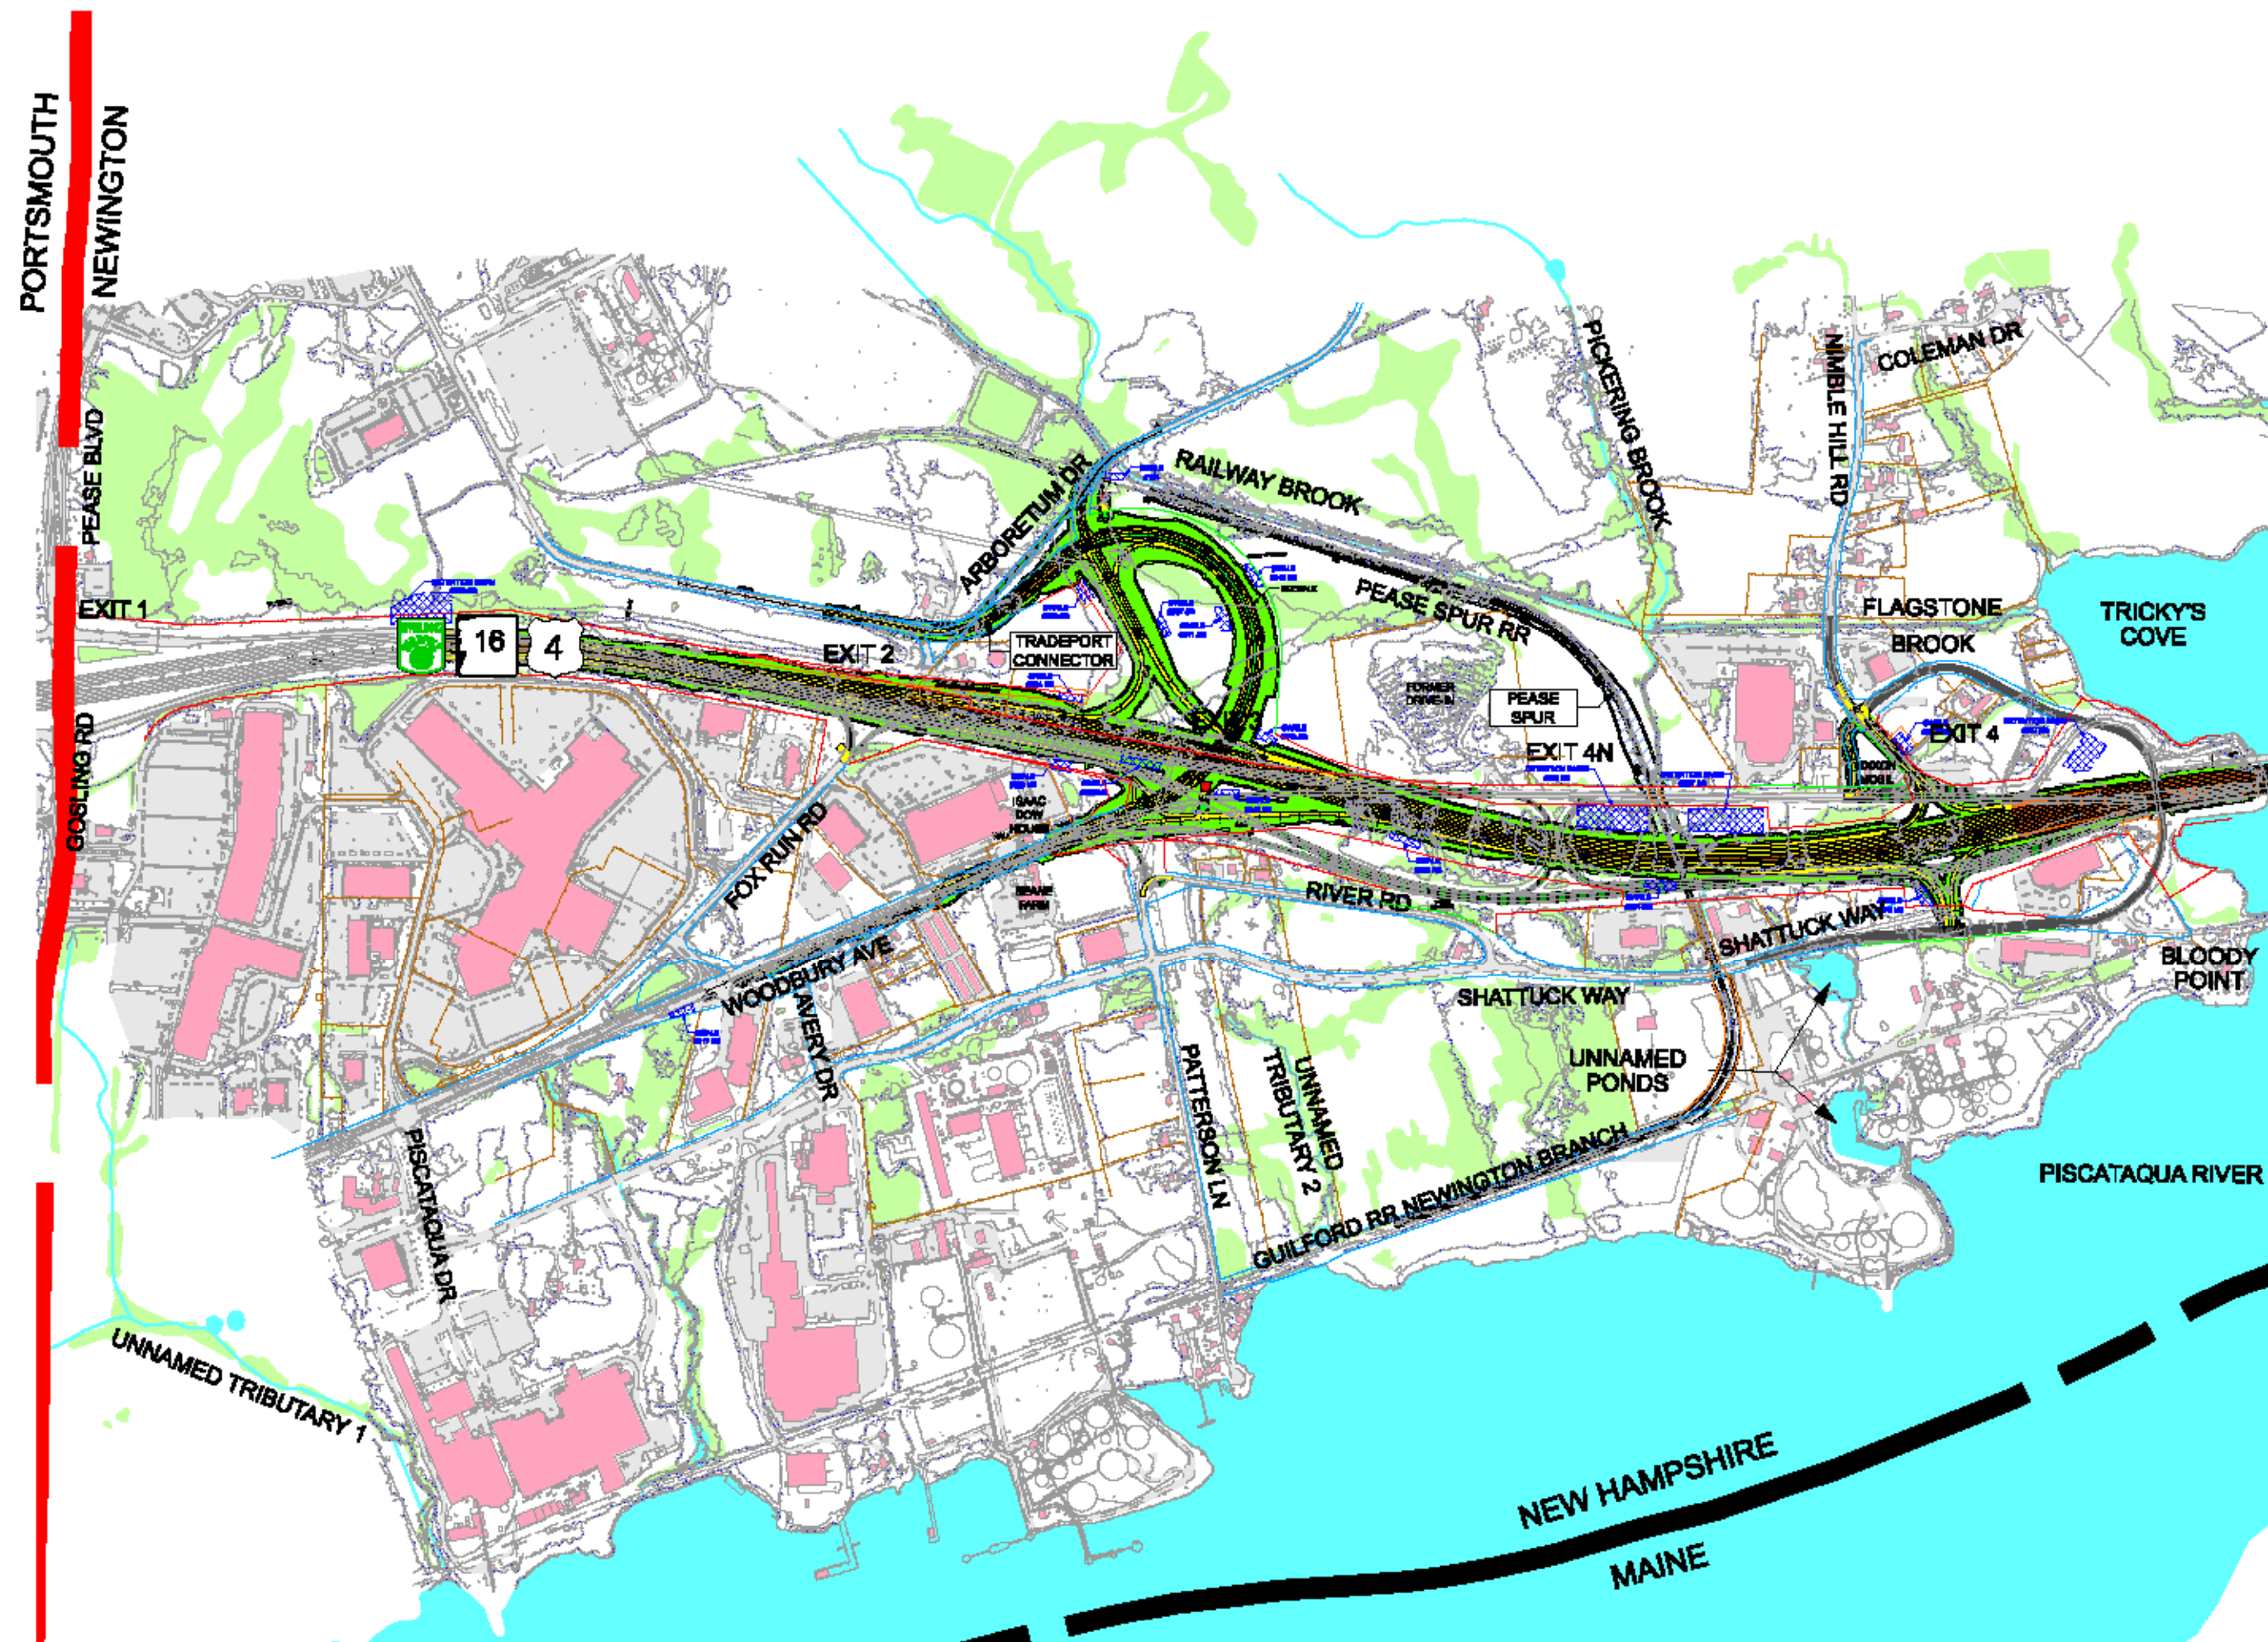 PORTSMOUTH
NEWINGTON
PEASE BLVD
GOSLING RD
EXIT 1
16
4
EXIT 2
ARBORETUM DR
TRADEPORT
CONNECTOR
RAILWAY BROOK
PEASE SPUR RR
FORMER
DRIVE-IN
PEASE
SPUR
EXIT 4N
PICKERING BROOK
NIMBLE HILL RD
COLEMAN DR
FLAGSTONE
BROOK
TRICKY'S
COVE
EXIT 4
FOX RUN RD
ISAAC
DOW
HOUSE
BEANE
FARM
RIVER RD
WOODBURY AVE
AVERY DR
SHATTUCK WAY
SHATTUCK WAY
BLOODY
POINT
PATTERSON LN
UNNAMED
TRIBUTARY 2
UNNAMED
PONDS
GUILFORD RR NEWINGTON BRANCH
PISCATAQUA DR
PISCATAQUA RIVER
UNNAMED TRIBUTARY 1
NEW HAMPSHIRE
MAINE